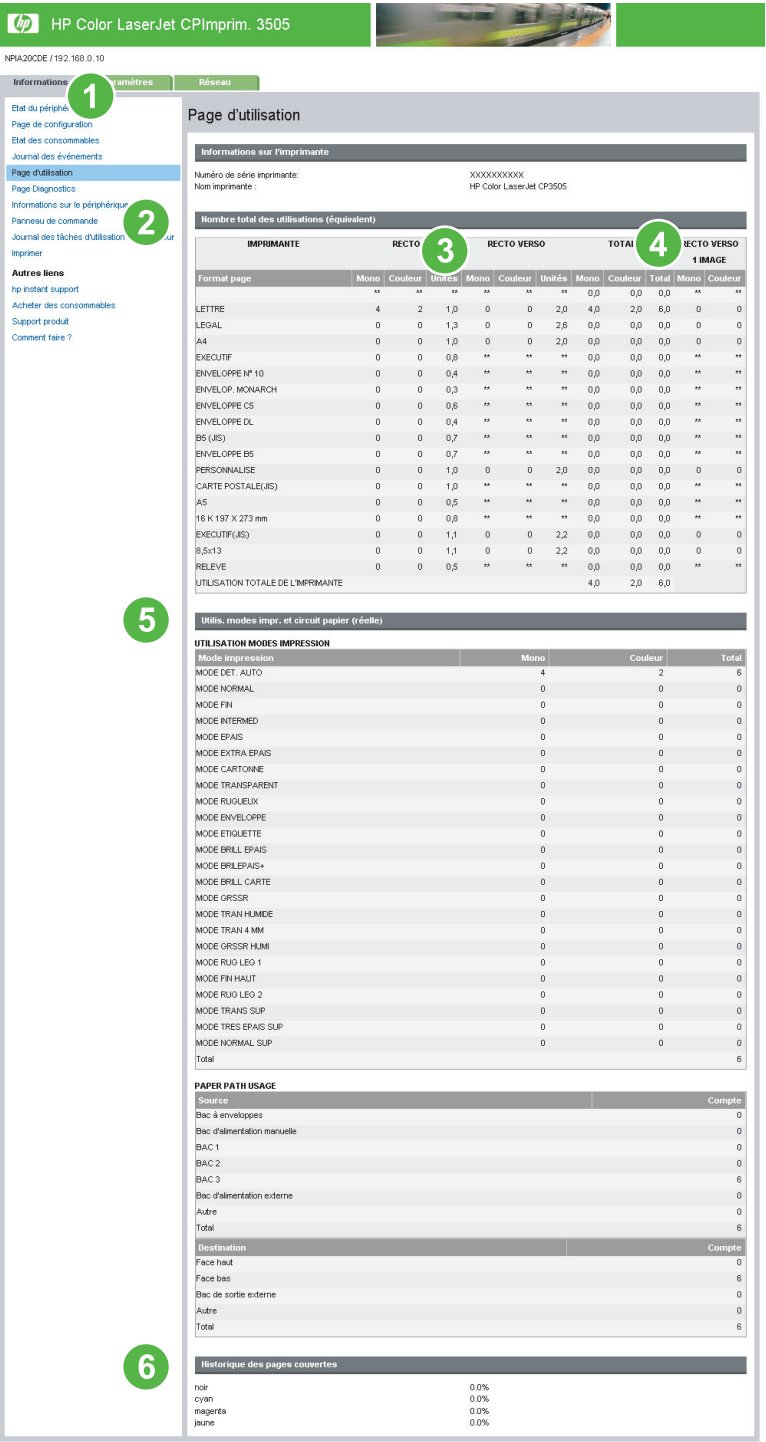 hp HP Color LaserJet CPImprim. 3505
NPIA20CDE / 192.168.0.10
Informations ramètres Réseau
1
Etat du périphé
Page de configuration
Etat des consommables
Journal des événements
Page d'utilisation
Page Diagnostics
Informations sur le périphérique
Panneau de commande
Journal des tâches d'utilisation ur
Imprimer
2
Autres liens
hp instant support
Acheter des consommables
Support produit
Comment faire ?
Page d'utilisation
Informations sur l'imprimante
Numéro de série imprimante: XXXXXXXXXX
Nom imprimante : HP Color LaserJet CP3505
Nombre total des utilisations (équivalent)
3
4
IMPRIMANTE RECTO RECTO VERSO TOTAL RECTO VERSO
1 IMAGE
Format page Mono Couleur Unités Mono Couleur Unités Mono Couleur Total Mono Couleur
** ** ** ** ** ** 0,0 0,0 0,0 ** **
LETTRE 4 2 1,0 0 0 2,0 4,0 2,0 6,0 0 0
LEGAL 0 0 1,3 0 0 2,6 0,0 0,0 0,0 0 0
A4 0 0 1,0 0 0 2,0 0,0 0,0 0,0 0 0
EXECUTIF 0 0 0,8 ** ** ** 0,0 0,0 0,0 ** **
ENVELOPPE N° 10 0 0 0,4 ** ** ** 0,0 0,0 0,0 ** **
ENVELOP. MONARCH 0 0 0,3 ** ** ** 0,0 0,0 0,0 ** **
ENVELOPPE C5 0 0 0,6 ** ** ** 0,0 0,0 0,0 ** **
ENVELOPPE DL 0 0 0,4 ** ** ** 0,0 0,0 0,0 ** **
B5 (JIS) 0 0 0,7 ** ** ** 0,0 0,0 0,0 ** **
ENVELOPPE B5 0 0 0,7 ** ** ** 0,0 0,0 0,0 ** **
PERSONNALISE 0 0 1,0 0 0 2,0 0,0 0,0 0,0 0 0
CARTE POSTALE(JIS) 0 0 1,0 ** ** ** 0,0 0,0 0,0 ** **
A5 0 0 0,5 ** ** ** 0,0 0,0 0,0 ** **
16 K 197 X 273 mm 0 0 0,8 ** ** ** 0,0 0,0 0,0 ** **
EXECUTIF(JIS) 0 0 1,1 0 0 2,2 0,0 0,0 0,0 0 0
8,5x13 0 0 1,1 0 0 2,2 0,0 0,0 0,0 0 0
RELEVE 0 0 0,5 ** ** ** 0,0 0,0 0,0 ** **
UTILISATION TOTALE DE L'IMPRIMANTE 4,0 2,0 6,0
5
Utilis. modes impr. et circuit papier (réelle)
UTILISATION MODES IMPRESSION
Mode impression Mono Couleur Total
MODE DET. AUTO 4 2 6
MODE NORMAL 0 0 0
MODE FIN 0 0 0
MODE INTERMED 0 0 0
MODE EPAIS 0 0 0
MODE EXTRA EPAIS 0 0 0
MODE CARTONNE 0 0 0
MODE TRANSPARENT 0 0 0
MODE RUGUEUX 0 0 0
MODE ENVELOPPE 0 0 0
MODE ETIQUETTE 0 0 0
MODE BRILL EPAIS 0 0 0
MODE BRILEPAIS+ 0 0 0
MODE BRILL CARTE 0 0 0
MODE GRSSR 0 0 0
MODE TRAN HUMIDE 0 0 0
MODE TRAN 4 MM 0 0 0
MODE GRSSR HUMI 0 0 0
MODE RUG LEG 1 0 0 0
MODE FIN HAUT 0 0 0
MODE RUG LEG 2 0 0 0
MODE TRANS SUP 0 0 0
MODE TRES EPAIS SUP 0 0 0
MODE NORMAL SUP 0 0 0
Total 6
PAPER PATH USAGE
Source Compte
Bac à enveloppes 0
Bac d'alimentation manuelle 0
BAC 1 0
BAC 2 0
BAC 3 6
Bac d'alimentation externe 0
Autre 0
Total 6
Destination Compte
Face haut 0
Face bas 6
Bac de sortie externe 0
Autre 0
Total 6
6
Historique des pages couvertes
noir 0.0%
cyan 0.0%
magenta 0.0%
jaune 0.0%